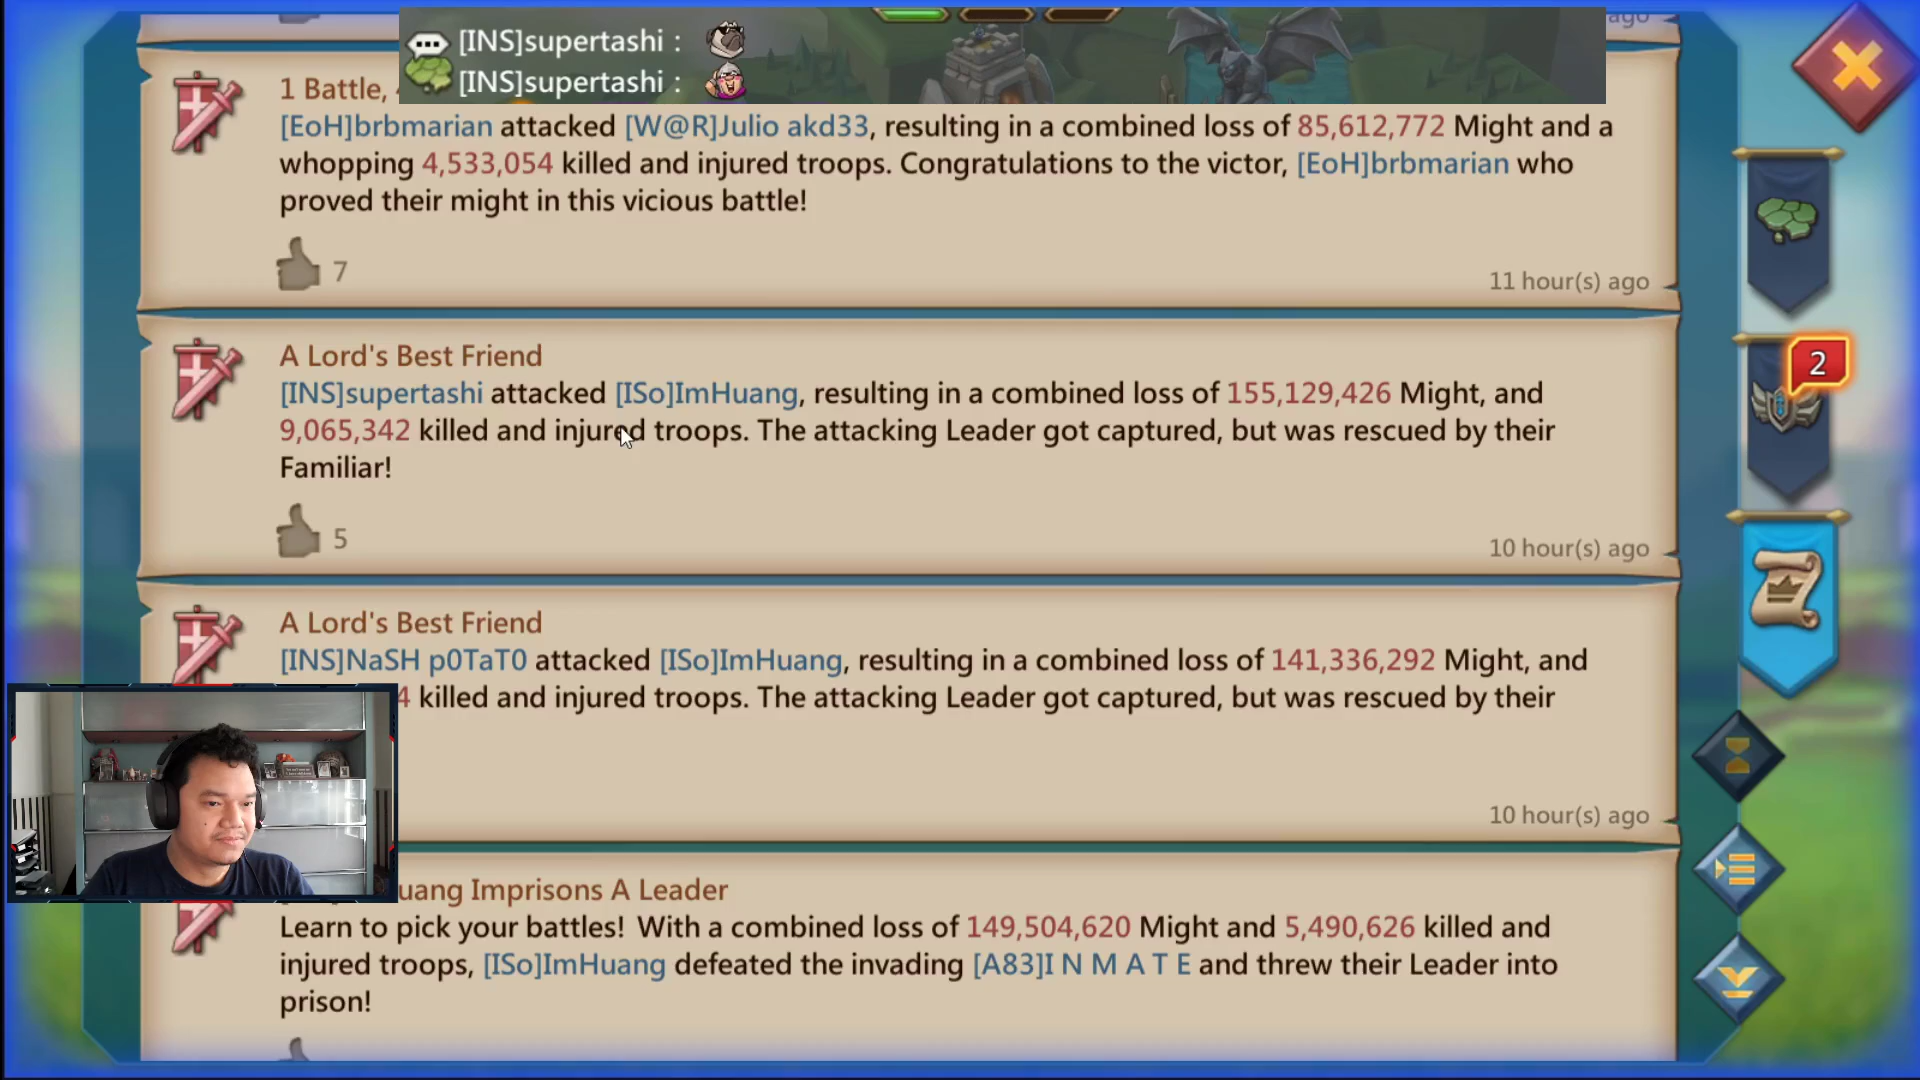 ago
[INS]supertashi :
[INS]supertashi :
1 Battle,
[EoH]brbmarian attacked [W@R]Julio akd33, resulting in a combined loss of 85,612,772 Might and a
whopping 4,533,054 killed and injured troops. Congratulations to the victor, [EoH]brbmarian who
proved their might in this vicious battle!
7
11 hour(s) ago
A Lord's Best Friend
[INS]supertashi attacked [ISo]ImHuang, resulting in a combined loss of 155,129,426 Might, and
9,065,342 killed and injured troops. The attacking Leader got captured, but was rescued by their
Familiar!
5
10 hour(s) ago
2
A Lord's Best Friend
[INS]NaSH p0TaT0 attacked [ISo]ImHuang, resulting in a combined loss of 141,336,292 Might, and
4 killed and injured troops. The attacking Leader got captured, but was rescued by their
10 hour(s) ago
uang Imprisons A Leader
Learn to pick your battles! With a combined loss of 149,504,620 Might and 5,490,626 killed and
injured troops, [ISo]ImHuang defeated the invading [A83]I N M A T E and threw their Leader into
prison!